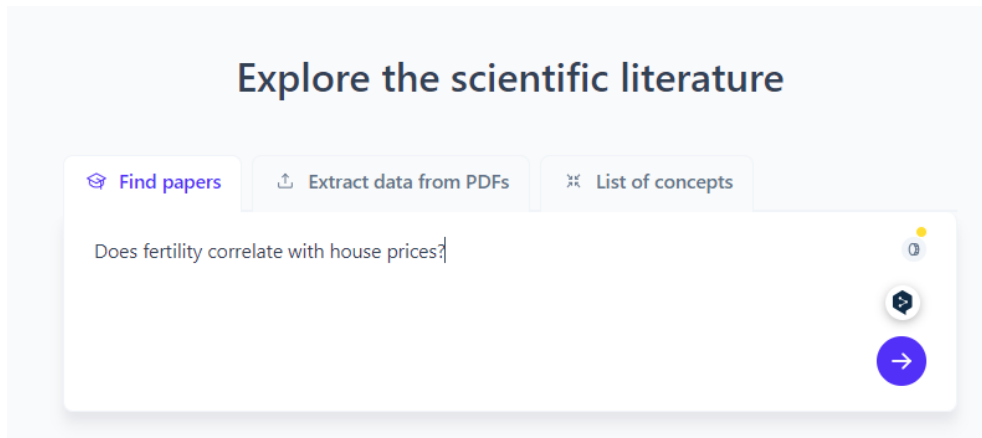 Explore the scientific literature
Find papers
Extract data from PDFs
List of concepts
Does fertility correlate with house prices?